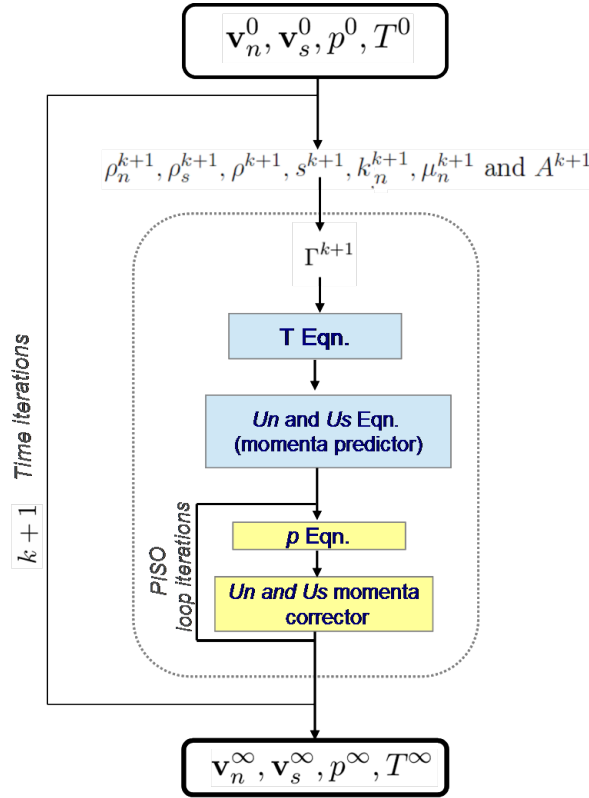 𝐯_n^0, 𝐯_s^0, p^0, T^0
ρ_n^{k+1}, ρ_s^{k+1}, ρ^{k+1}, s^{k+1}, k_n^{k+1}, μ_n^{k+1} and A^{k+1}
Γ^{k+1}
T Eqn.
Un and Us Eqn.
(momenta predictor)
p Eqn.
Un and Us momenta
corrector
PISO
loop iterations
Time iterations
k + 1
𝐯_n^∞, 𝐯_s^∞, p^∞, T^∞